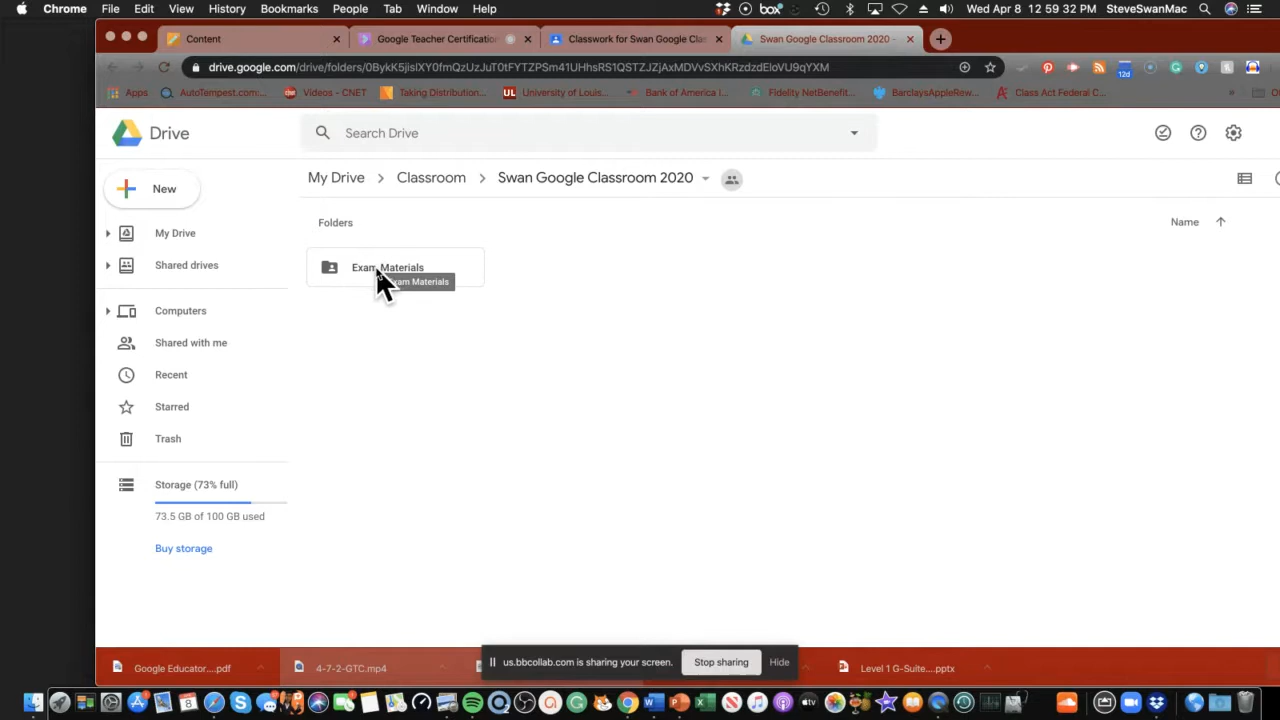 Chrome File Edit View History Bookmarks People Tab Window Help box Wed Apr 8 12:59:32 PM SteveSwanMac
Content Google Teacher Certification Classwork for Swan Google Clas Swan Google Classroom 2020 -
drive.google.com/drive/folders/
Apps AutoTempest.com:... Videos - CNET Taking Distribution... UL University of Louis... Bank of America |... Fidelity NetBenefit... BarclaysAppleRew... Class Act Federal C...
12d
Drive
Search Drive
My Drive > Classroom > Swan Google Classroom 2020
New
Folders
Name
My Drive
Exam Materials
Exam Materials
Shared drives
Computers
Shared with me
Recent
Starred
Trash
Storage (73% full)
73.5 GB of 100 GB used
Buy storage
us.bbcollab.com is sharing your screen. Stop sharing Hide
Google Educator....pdf 4-7-2-GTC.mp4 Level 1 G-Suite....pptx